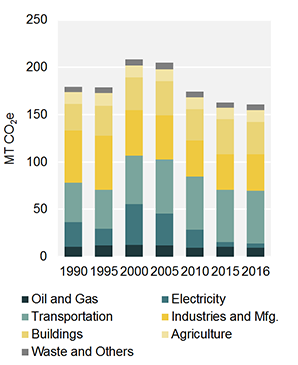 250
200
150
100
50
0
MT CO₂e
1990 1995 2000 2005 2010 2015 2016
Oil and Gas Electricity
Transportation Industries and Mfg.
Buildings Agriculture
Waste and Others